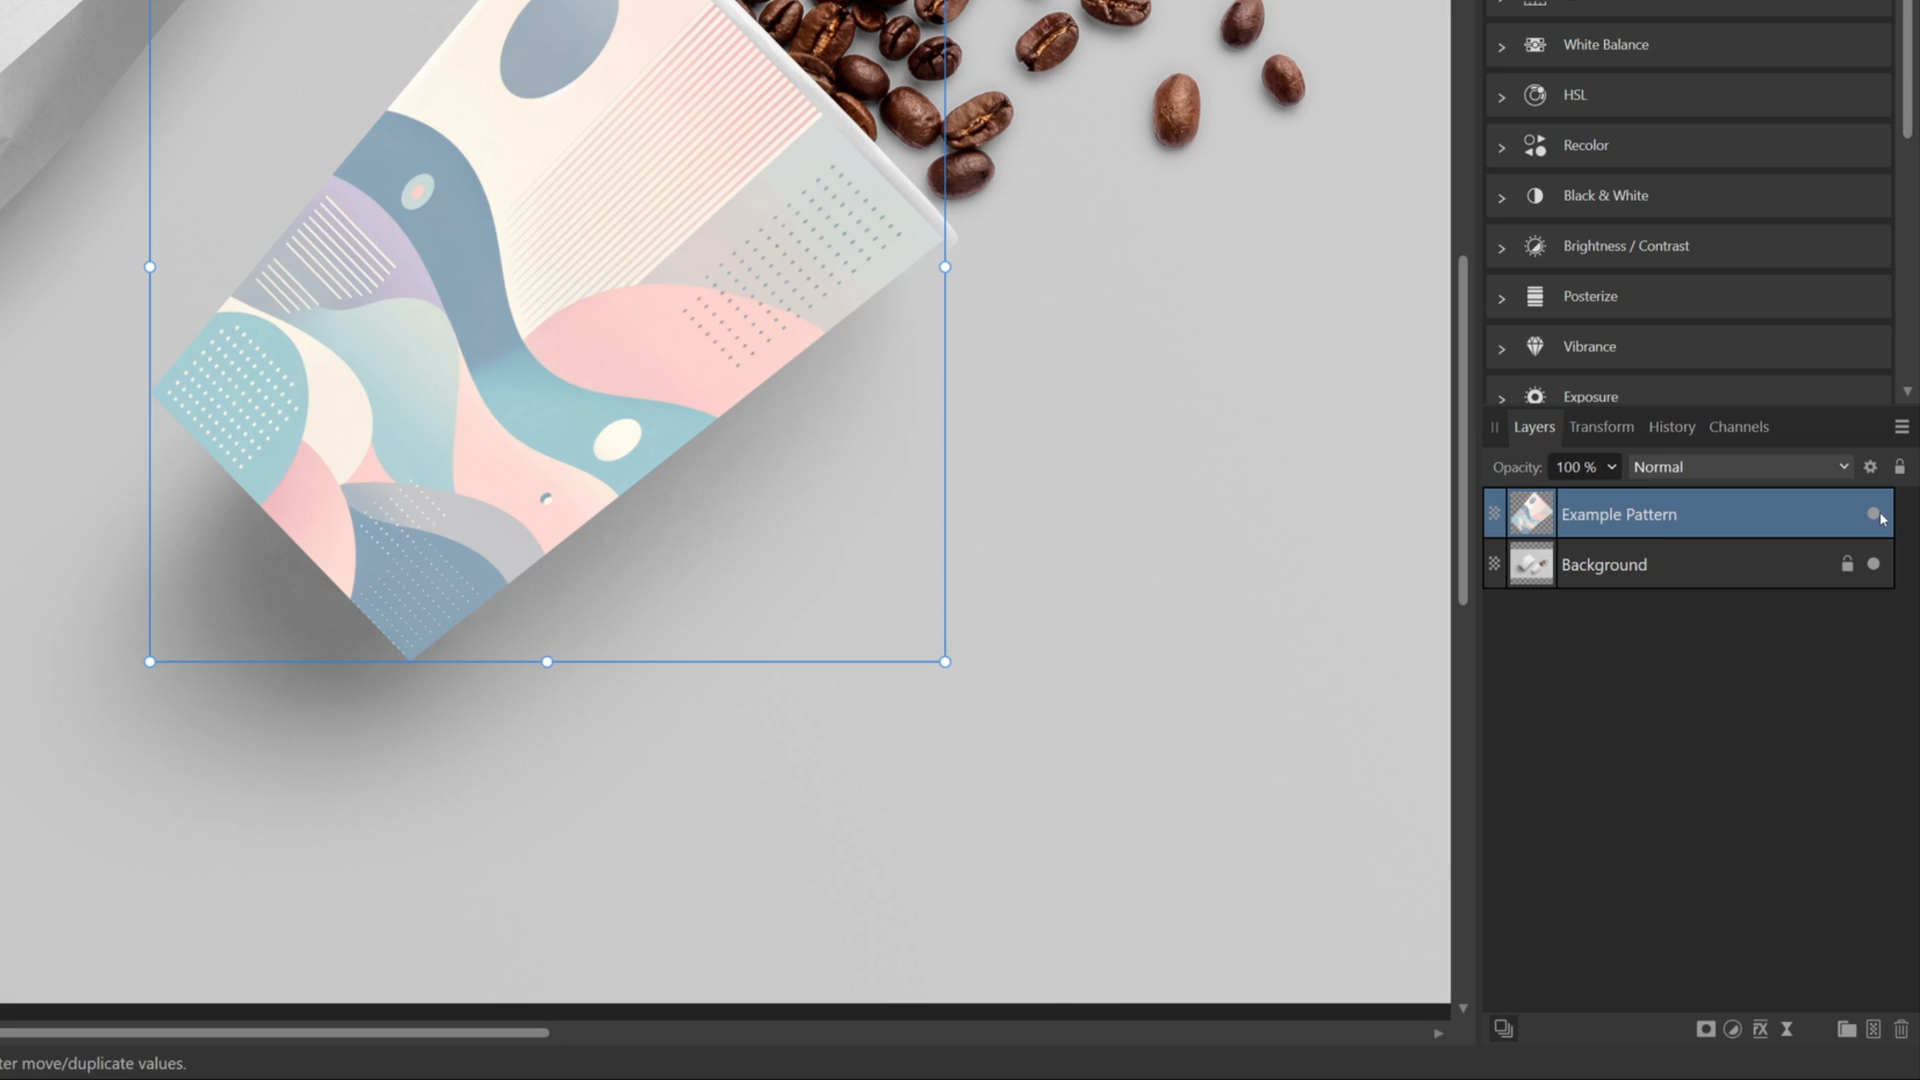 White Balance
HSL
Recolor
Black & White
Brightness / Contrast
Posterize
Vibrance
Exposure
Layers Transform History Channels
Opacity: 100 % Normal
Example Pattern
Background
move/duplicate values.